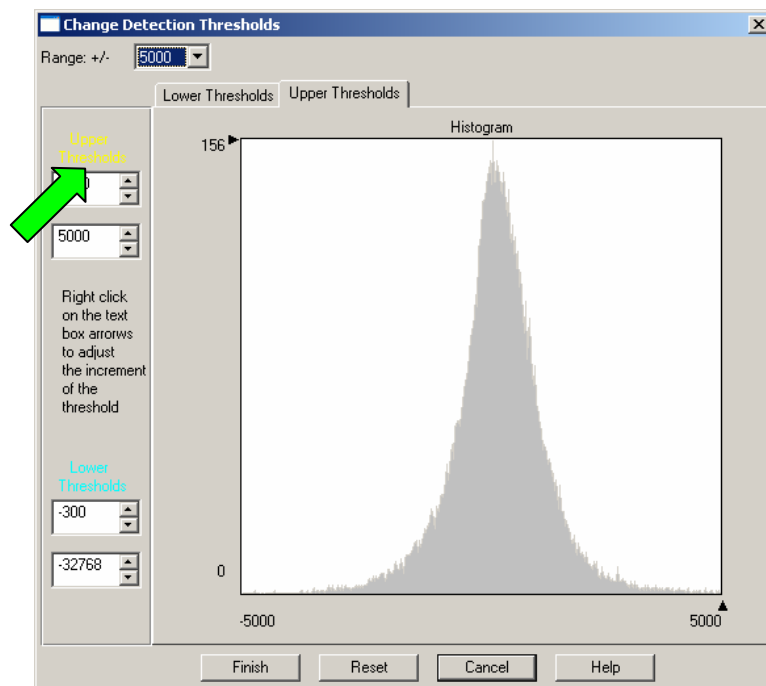 Change Detection Thresholds
Range: +/- 5000
Lower Thresholds Upper Thresholds
Upper
Thresholds
5000
Right click
on the text
box arrorws
to adjust
the increment
of the
threshold
Lower
Thresholds
-300
-32768
Histogram
156
0
-5000 5000
Finish Reset Cancel Help